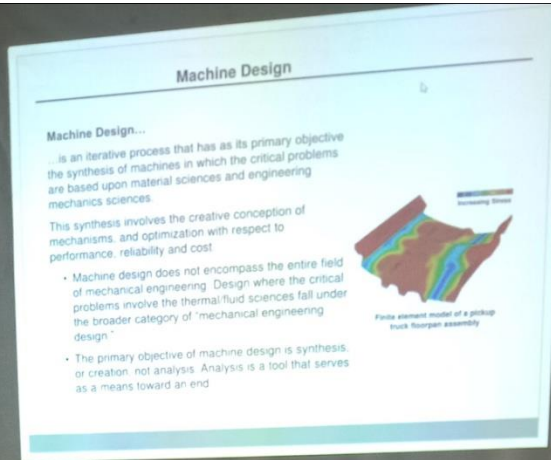 Machine Design
Machine Design...
...is an iterative process that has as its primary objective
the synthesis of machines in which the critical problems
are based upon material sciences and engineering
mechanics sciences.
This synthesis involves the creative conception of
mechanisms, and optimization with respect to
performance, reliability and cost
• Machine design does not encompass the entire field
of mechanical engineering. Design where the critical
problems involve the thermal/fluid sciences fall under
the broader category of "mechanical engineering
design."
• The primary objective of machine design is synthesis,
or creation, not analysis. Analysis is a tool that serves
as a means toward an end.
Increasing Stress
Finite element model of a pickup
truck floorpan assembly